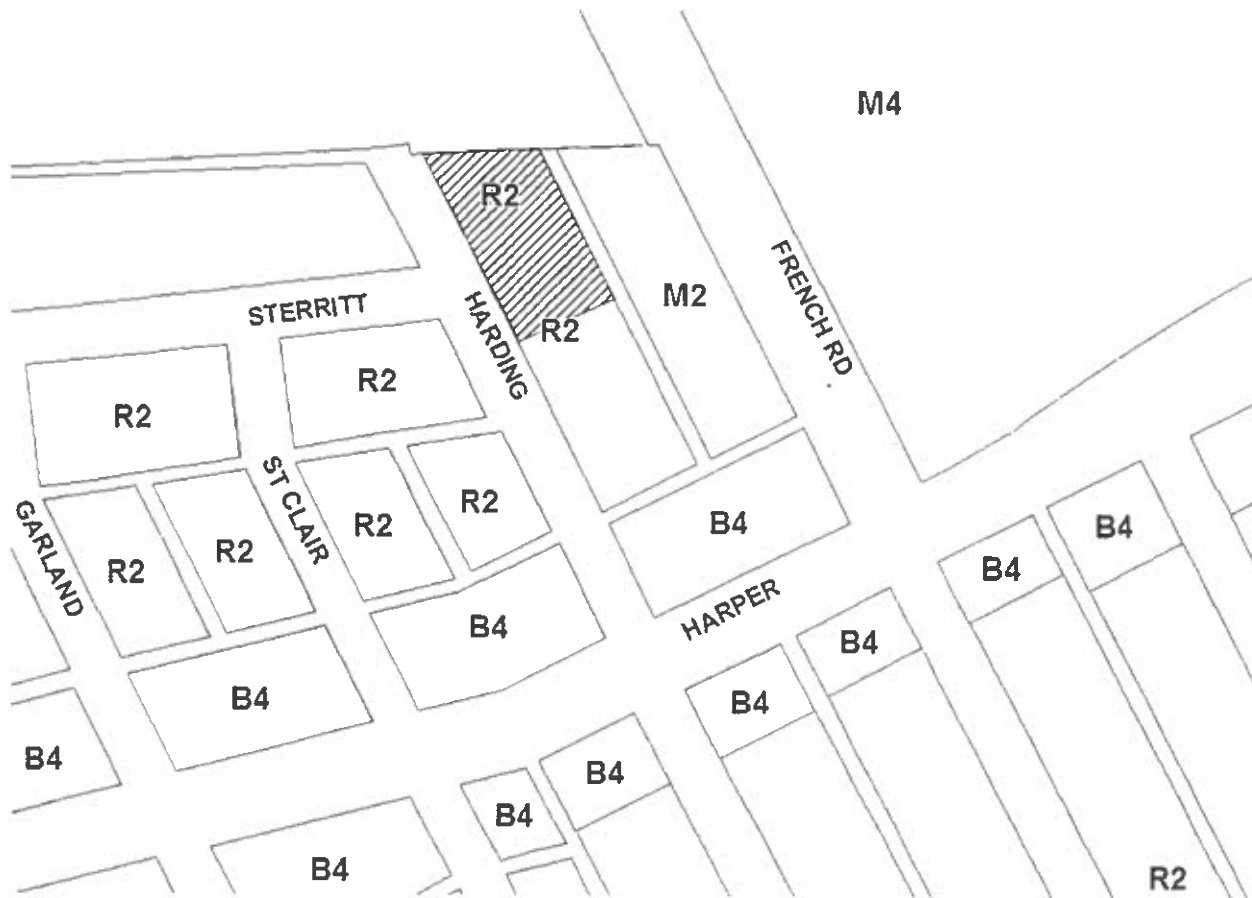 M4
R2
M2
FRENCH RD
STERRITT
HARDING
R2
R2
R2
ST CLAIR
R2
R2
R2
R2
GARLAND
B4
B4
B4
HARPER
B4
B4
B4
B4
B4
B4
B4
B4
B4
R2